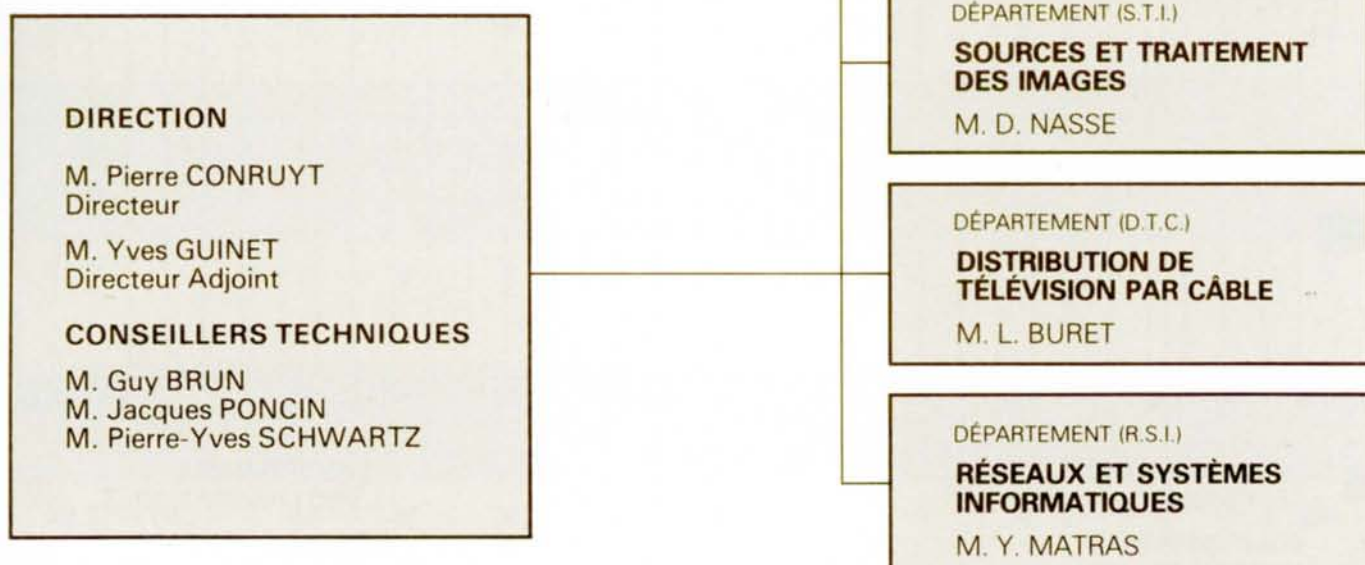 DIRECTION
M. Pierre CONRUYT
Directeur
M. Yves GUINET
Directeur Adjoint
CONSEILLERS TECHNIQUES
M. Guy BRUN
M. Jacques PONCIN
M. Pierre-Yves SCHWARTZ
DÉPARTEMENT (S.T.I.)
SOURCES ET TRAITEMENT
DES IMAGES
M. D. NASSE
DÉPARTEMENT (D.T.C.)
DISTRIBUTION DE
TÉLÉVISION PAR CÂBLE
M. L. BURET
DÉPARTEMENT (R.S.I.)
RÉSEAUX ET SYSTÈMES
INFORMATIQUES
M. Y. MATRAS